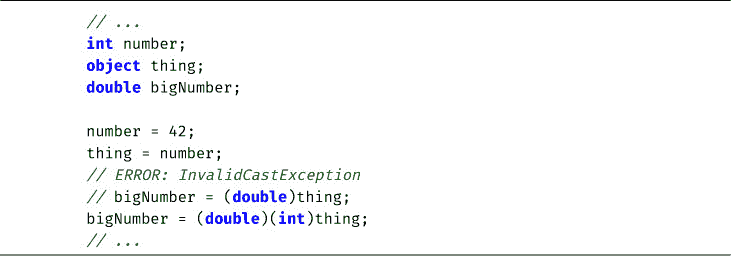 // ...
int number;
object thing;
double bigNumber;
number = 42;
thing = number;
// ERROR: InvalidCastException
// bigNumber = (double)thing;
bigNumber = (double)(int)thing;
// ...